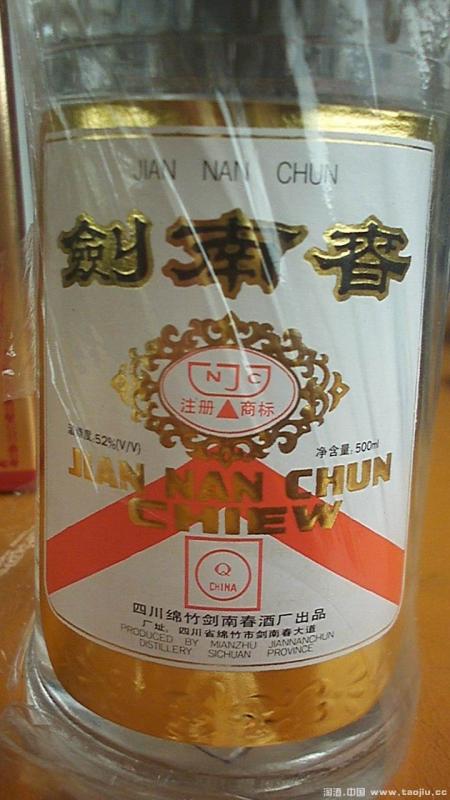 JIAN NAN CHUN
劍南春
NJC
注册 商标
酒精度:52%(V/V)
净含量:500ml
JIAN NAN CHUN
CHIEW
Q
CHINA
四川绵竹剑南春酒厂出品
厂址:四川省绵竹市剑南春大道
PRODUCED BY MIANZHU JIANNANCHUN
DISTILLERY SICHUAN PROVINCE
淘酒.中国 www.taojiu.cc